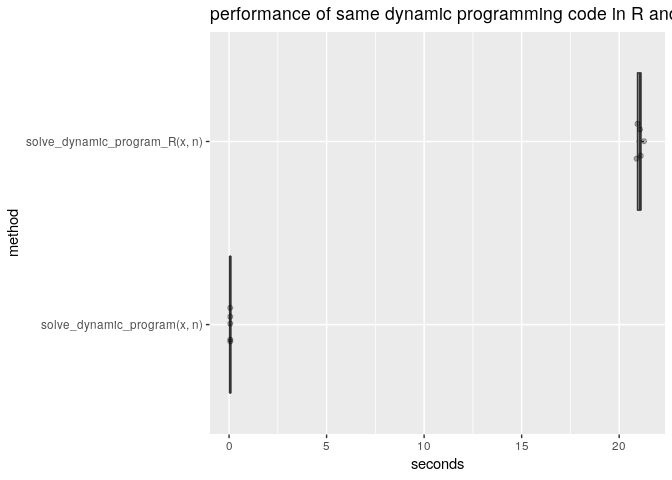 performance of same dynamic programming code in R and
solve_dynamic_program_R(x, n)
method
solve_dynamic_program(x, n)
0 5 10 15 20
seconds